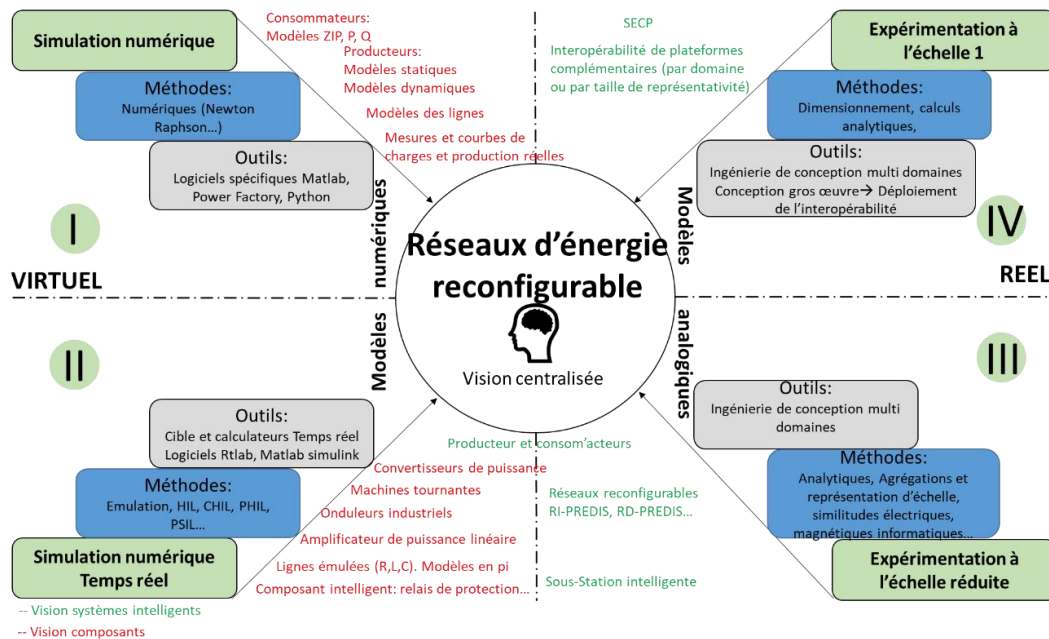 Simulation numérique
Méthodes:
Numériques (Newton
Raphson…)
Outils:
Logiciels spécifiques Matlab,
Power Factory, Python
I
VIRTUEL
Consommateurs:
Modèles ZIP, P, Q
Producteurs:
Modèles statiques
Modèles dynamiques
Modèles des lignes
Mesures et courbes de
charges et production réelles
SECP
Interopérabilité de plateformes
complémentaires (par domaine
ou par taille de représentativité)
Expérimentation à
l’échelle 1
Méthodes:
Dimensionnement, calculs
analytiques,
Outils:
Ingénierie de conception multi domaines
Conception gros œuvre→ Déploiement
de l’interopérabilité
IV
REEL
numériques
Modèles
Réseaux d’énergie
reconfigurable
Vision centralisée
Modèles
analogiques
II
Outils:
Cible et calculateurs Temps réel
Logiciels Rtlab, Matlab simulink
Méthodes:
Emulation, HIL, CHIL, PHIL,
PSIL…
Simulation numérique
Temps réel
Producteur et consom’acteurs
Convertisseurs de puissance
Machines tournantes
Onduleurs industriels
Amplificateur de puissance linéaire
Lignes émulées (R,L,C). Modèles en pi
Composant intelligent: relais de protection…
Réseaux reconfigurables
RI-PREDIS, RD-PREDIS…
Sous-Station intelligente
III
Outils:
Ingénierie de conception multi
domaines
Méthodes:
Analytiques, Agrégations et
représentation d’échelle,
similitudes électriques,
magnétiques informatiques…
Expérimentation à
l’échelle réduite
-- Vision systèmes intelligents
-- Vision composants